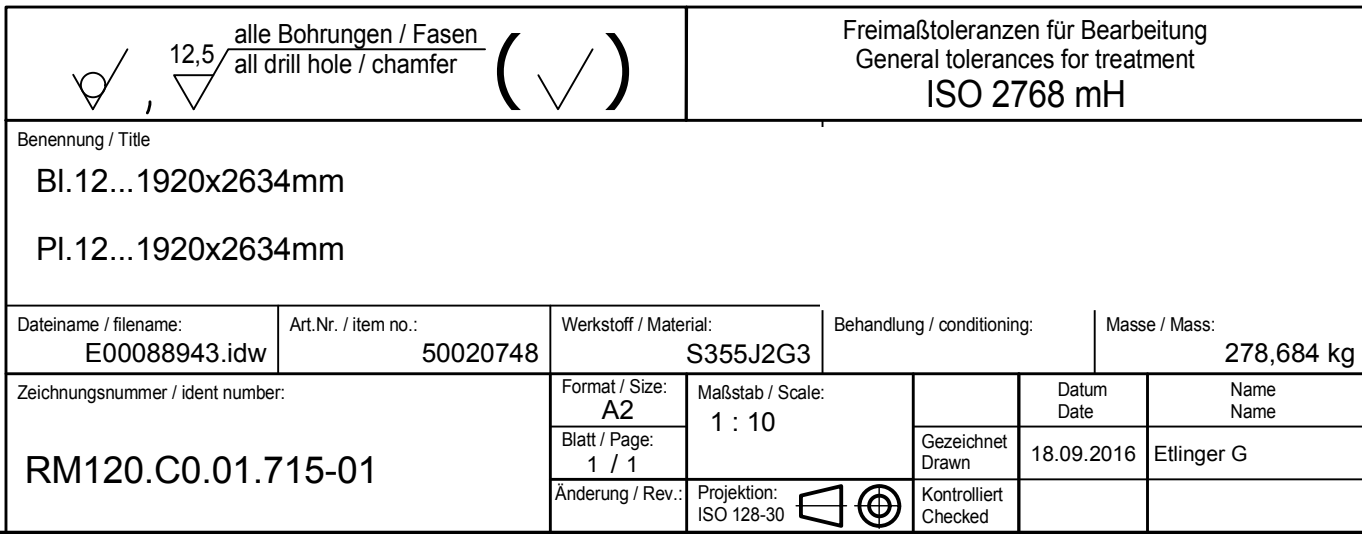 12,5 alle Bohrungen / Fasen
all drill hole / chamfer
Freimaßtoleranzen für Bearbeitung
General tolerances for treatment
ISO 2768 mH
Benennung / Title
Bl.12...1920x2634mm
Pl.12...1920x2634mm
Dateiname / filename:
E00088943.idw
Art.Nr. / item no.:
50020748
Werkstoff / Material:
S355J2G3
Behandlung / conditioning:
Masse / Mass:
278,684 kg
Zeichnungsnummer / ident number:
RM120.C0.01.715-01
Format / Size:
A2
Blatt / Page:
1 / 1
Änderung / Rev.:
Maßstab / Scale:
1 : 10
Projektion:
ISO 128-30
Datum
Date
Name
Name
Gezeichnet
Drawn
18.09.2016
Etlinger G
Kontrolliert
Checked